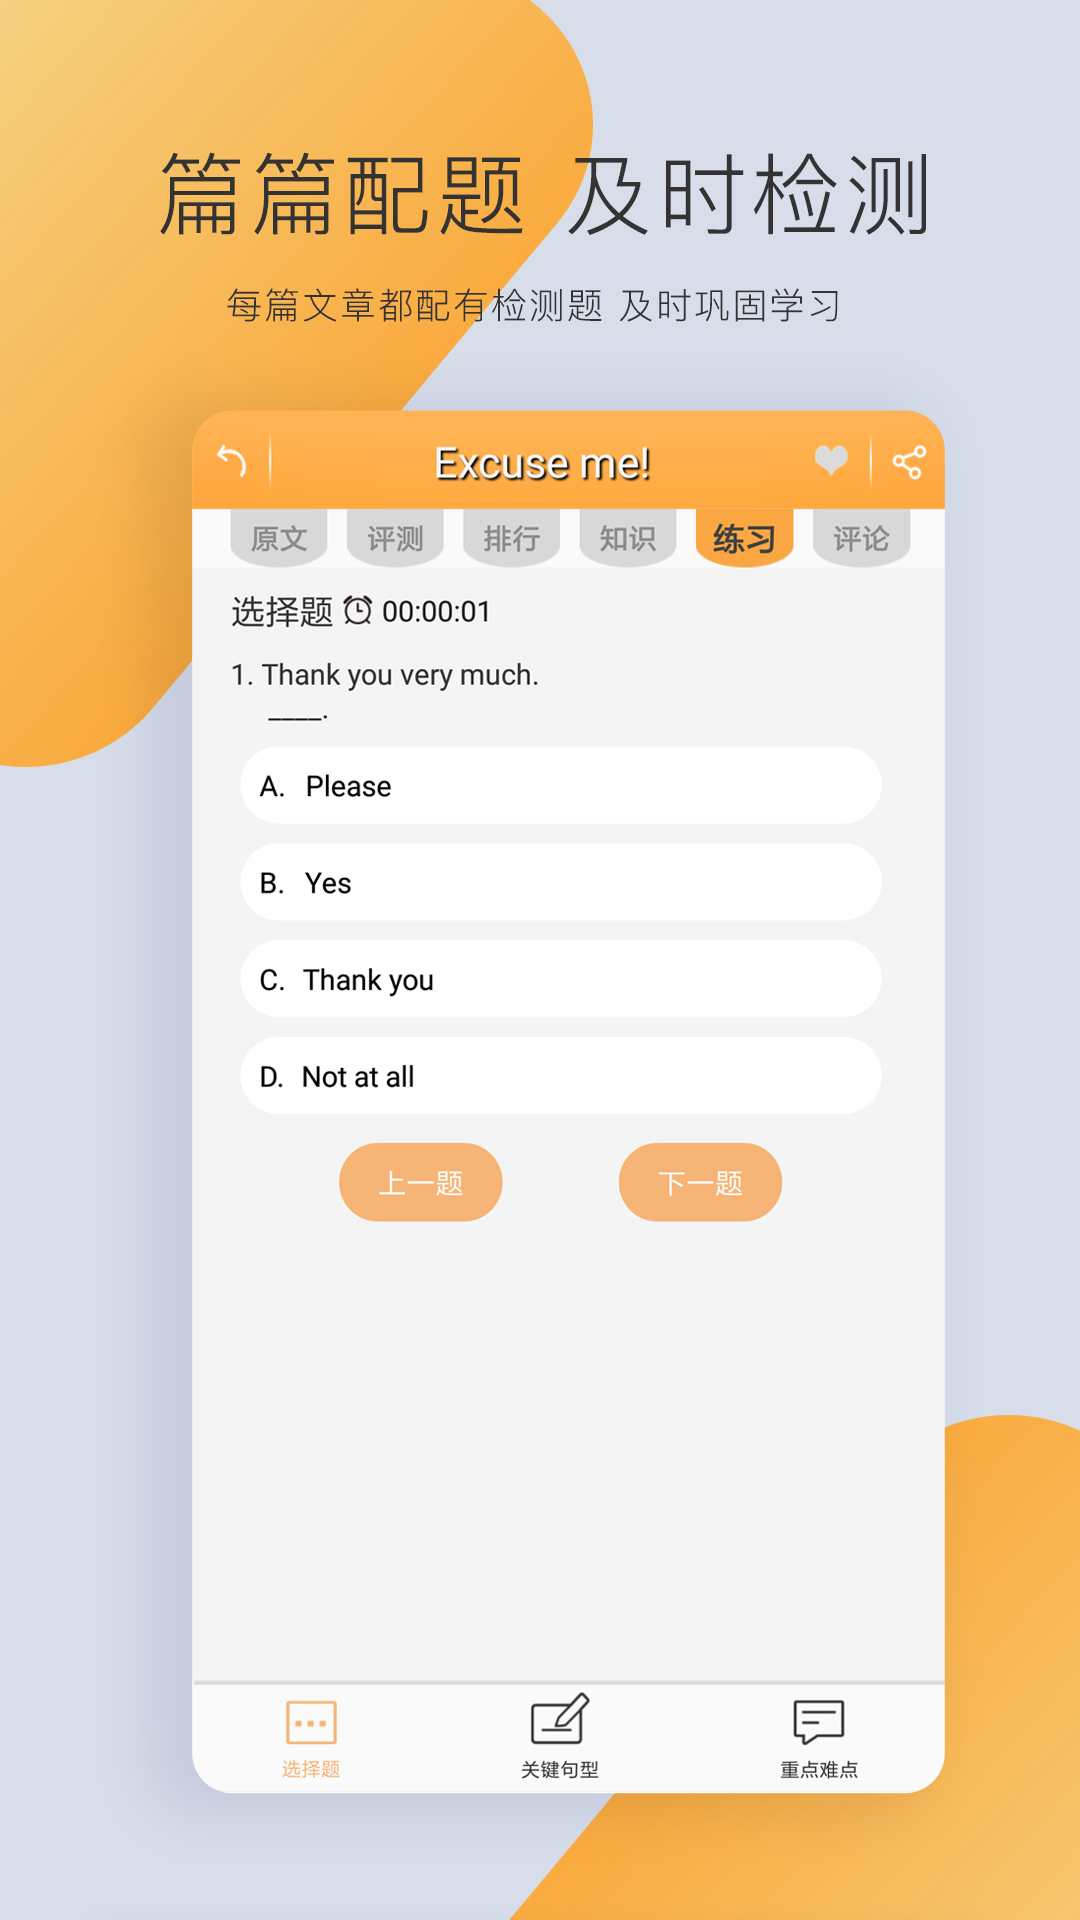 篇篇配题 及时检测
每篇文章都配有检测题 及时巩固学习
Excuse me!
原文 评测 排行 知识 练习 评论
选择题 00:00:01
1. Thank you very much.
____.
A. Please
B. Yes
C. Thank you
D. Not at all
上一题 下一题
选择题 关键句型 重点难点